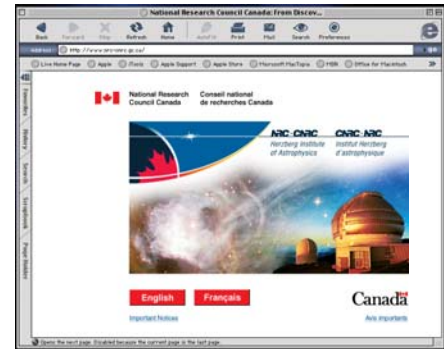 National Research Council Canada: From Discov...
Back Forward Stop Refresh Home AutoFill Print Mail Search Preferences
Address http://www.nrc-cnrc.gc.ca/ go
Live Home Page Apple iTools Apple Support Apple Store Microsoft MacTopia MSN Office for Macintosh
Favorites
History
Search
Scrapbook
Page Holder
National Research Council Canada
Conseil national de recherches Canada
NRC·CNRC
Herzberg Institute
of Astrophysics
CNRC·NRC
Institut Herzberg
d'astrophysique
English Français
Canada
Important Notices Avis importants
Opens the next page. Disabled because the current page is the last page.